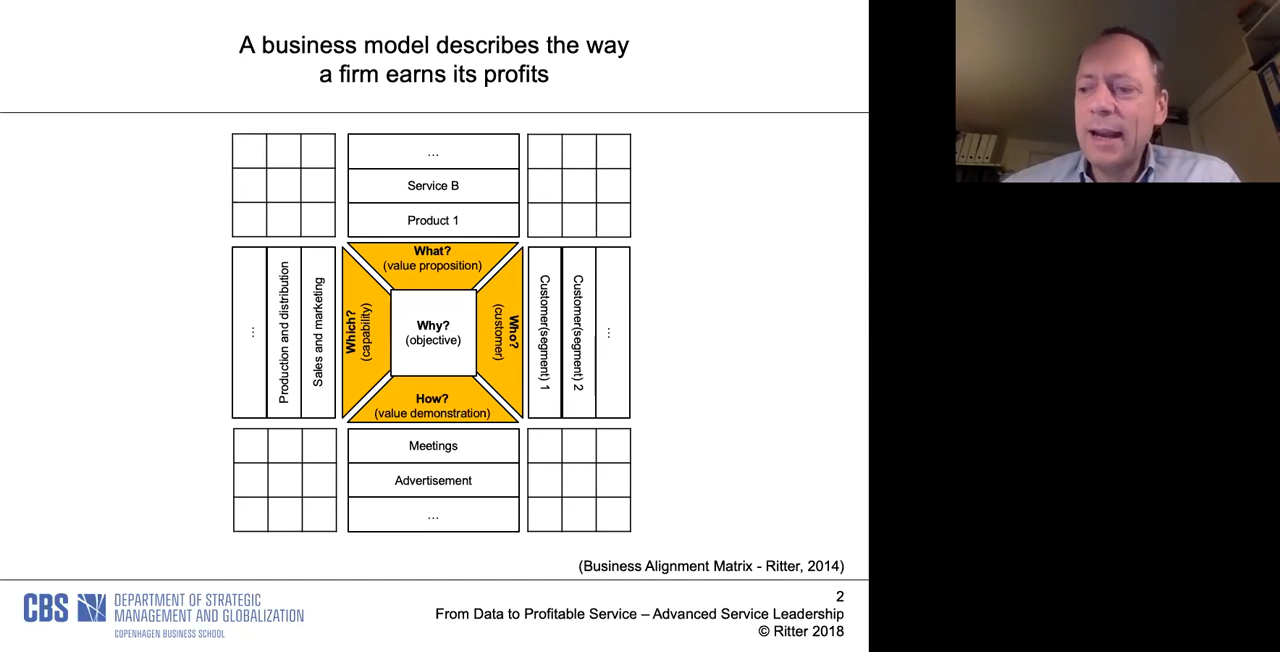 A business model describes the way
a firm earns its profits
…
Service B
Product 1
What?
(value proposition)
…
Production and distribution
Sales and marketing
Which?
(capability)
Why?
(objective)
Who?
(customer)
Customer(segment) 1
Customer(segment) 2
…
How?
(value demonstration)
Meetings
Advertisement
…
(Business Alignment Matrix - Ritter, 2014)
CBS
DEPARTMENT OF STRATEGIC
MANAGEMENT AND GLOBALIZATION
COPENHAGEN BUSINESS SCHOOL
2
From Data to Profitable Service – Advanced Service Leadership
© Ritter 2018